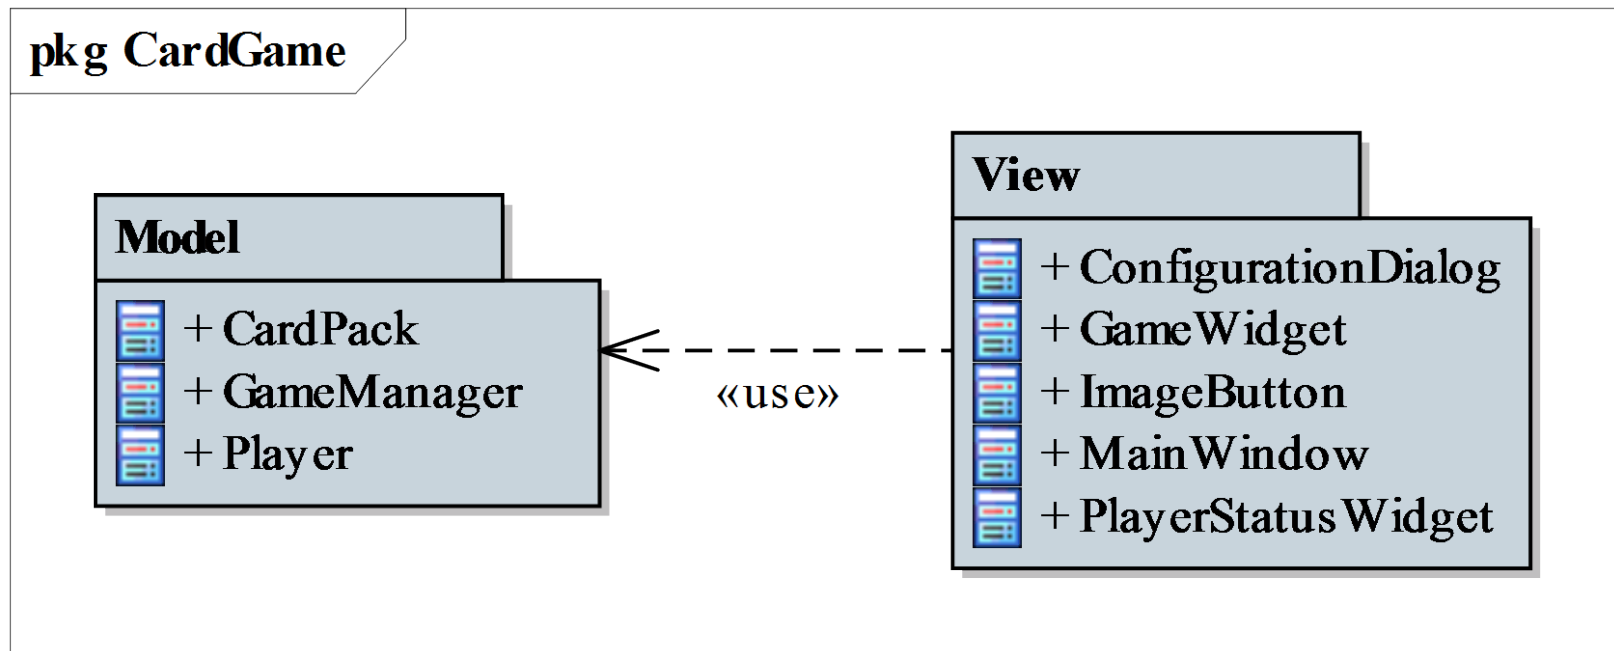 pkg CardGame
Model
+ CardPack
+ GameManager
+ Player
«use»
View
+ ConfigurationDialog
+ GameWidget
+ ImageButton
+ MainWindow
+ PlayerStatusWidget